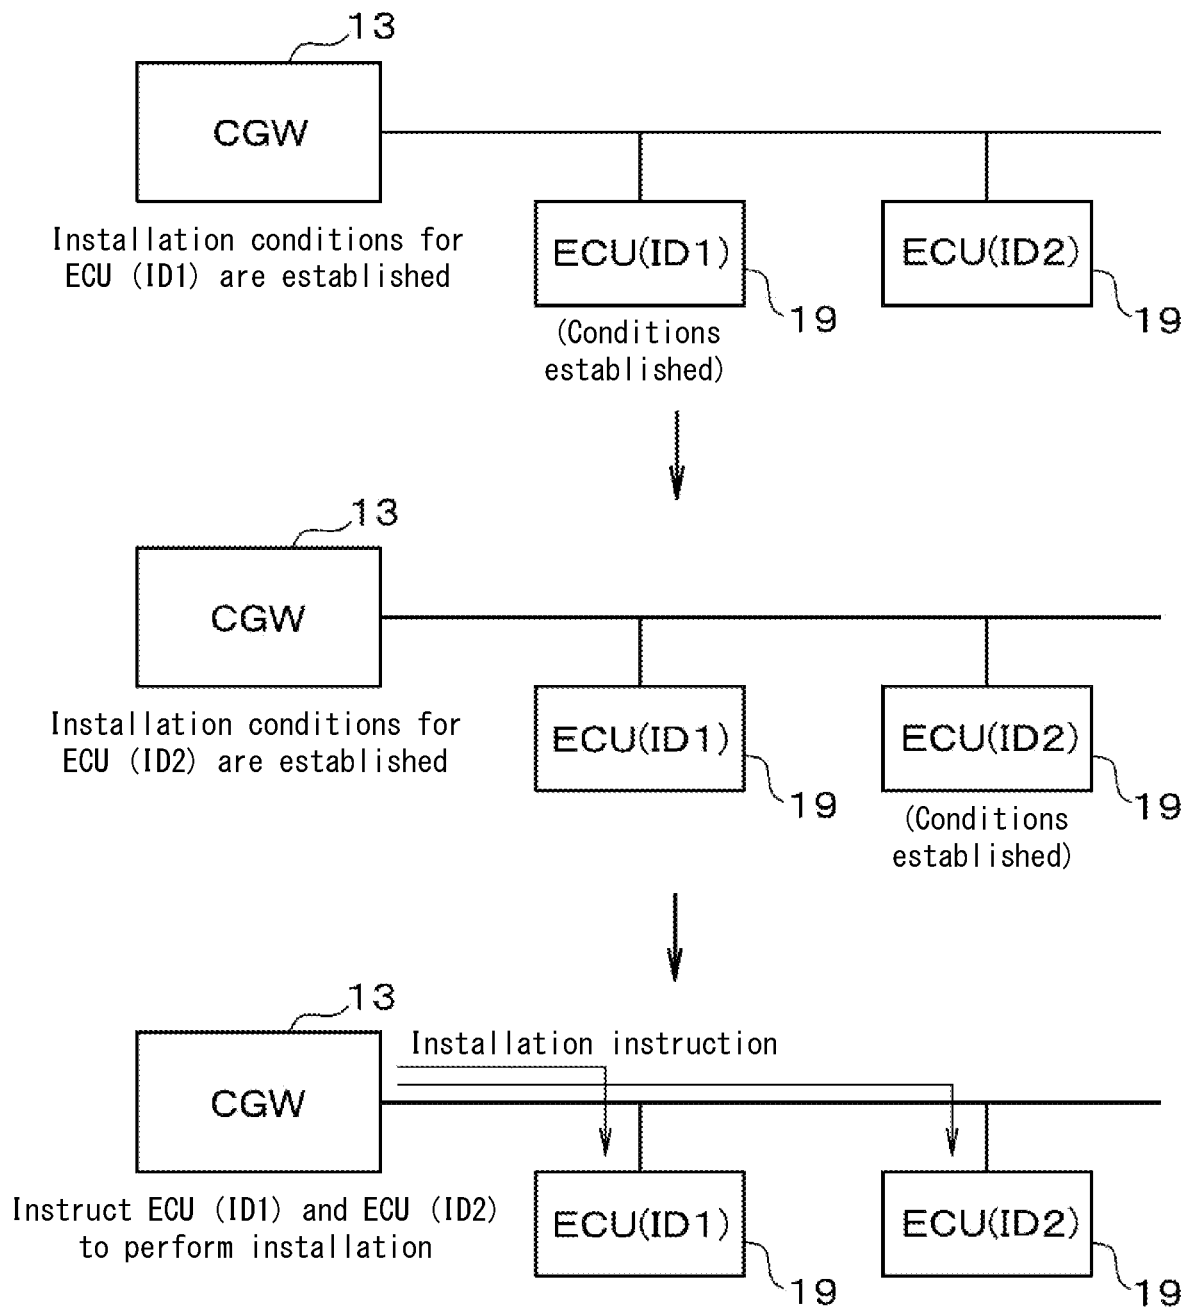 13
CGW
Installation conditions for
ECU (ID1) are established
ECU(ID1)
19
ECU(ID2)
19
(Conditions
established)
13
CGW
Installation conditions for
ECU (ID2) are established
ECU(ID1)
19
ECU(ID2)
19
(Conditions
established)
13
CGW
Installation instruction
Instruct ECU (ID1) and ECU (ID2)
to perform installation
ECU(ID1)
19
ECU(ID2)
19